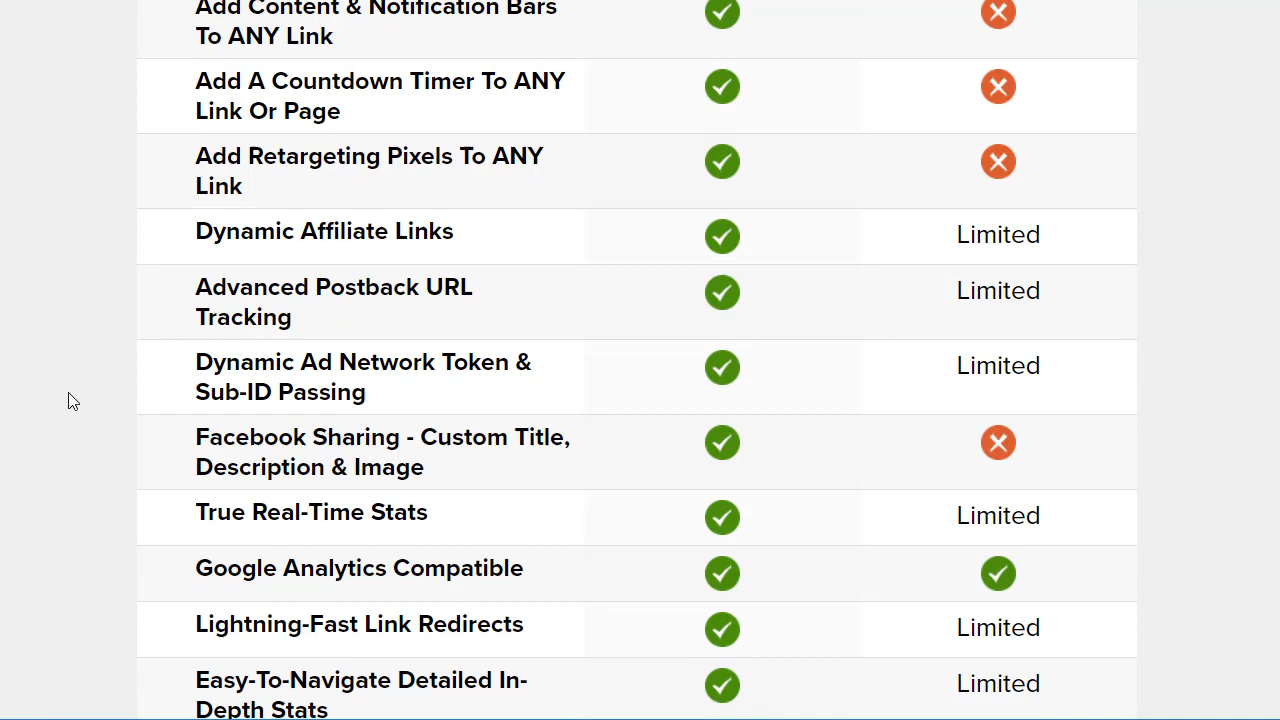 Add Content & Notification Bars
To ANY Link
Add A Countdown Timer To ANY
Link Or Page
Add Retargeting Pixels To ANY
Link
Dynamic Affiliate Links
Limited
Advanced Postback URL
Tracking
Limited
Dynamic Ad Network Token &
Sub-ID Passing
Limited
Facebook Sharing - Custom Title,
Description & Image
True Real-Time Stats
Limited
Google Analytics Compatible
Lightning-Fast Link Redirects
Limited
Easy-To-Navigate Detailed In-
Depth Stats
Limited